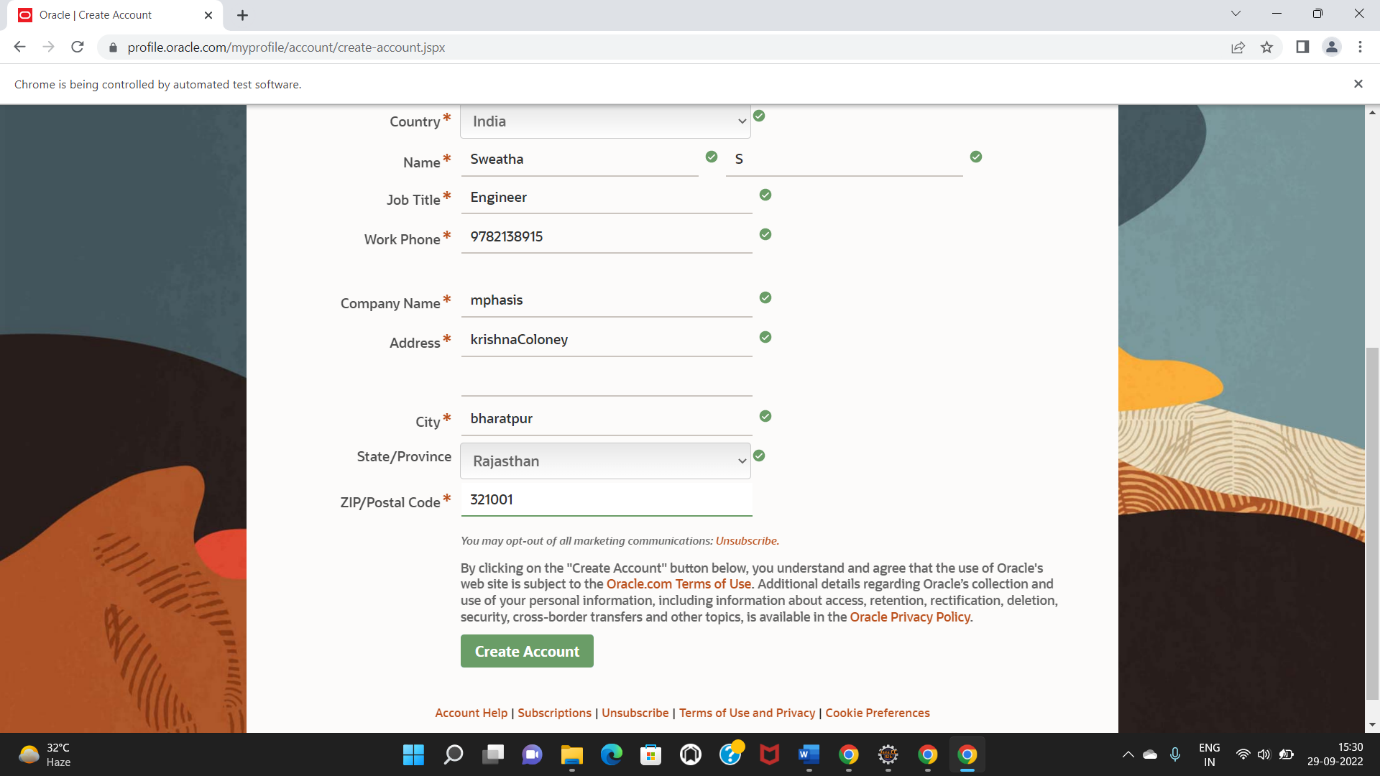 Oracle | Create Account
profile.oracle.com/myprofile/account/create-account.jspx
Chrome is being controlled by automated test software.
Country* India
Name* Sweatha S
Job Title* Engineer
Work Phone* 9782138915
Company Name* mphasis
Address* krishnaColoney
City* bharatpur
State/Province Rajasthan
ZIP/Postal Code* 321001
You may opt-out of all marketing communications: Unsubscribe.
By clicking on the "Create Account" button below, you understand and agree that the use of Oracle's
web site is subject to the Oracle.com Terms of Use. Additional details regarding Oracle's collection and
use of your personal information, including information about access, retention, rectification, deletion,
security, cross-border transfers and other topics, is available in the Oracle Privacy Policy.
Create Account
Account Help | Subscriptions | Unsubscribe | Terms of Use and Privacy | Cookie Preferences
32°C
Haze
ENG
IN
15:30
29-09-2022